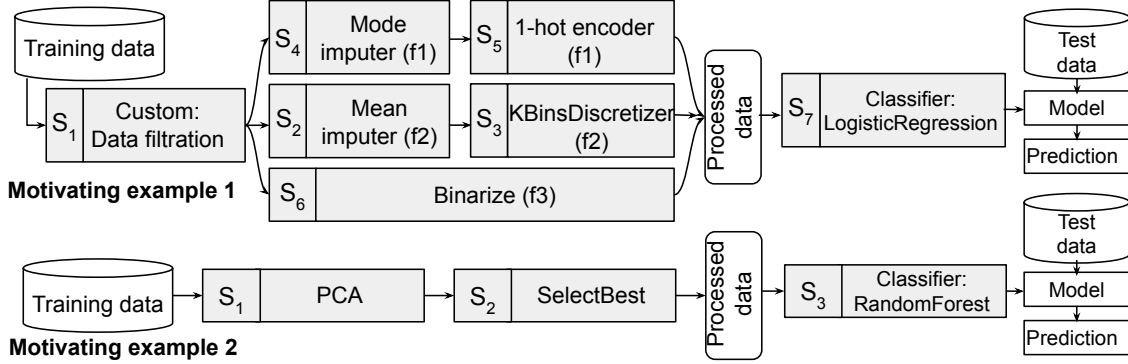 Training data
S1
Custom:
Data filtration
S4
Mode
imputer (f1)
S5
1-hot encoder
(f1)
S2
Mean
imputer (f2)
S3
KBinsDiscretizer
(f2)
S6
Binarize (f3)
Processed
data
S7
Classifier:
LogisticRegression
Test
data
Model
Prediction
Motivating example 1
Training data
S1
PCA
S2
SelectBest
Processed
data
S3
Classifier:
RandomForest
Test
data
Model
Prediction
Motivating example 2